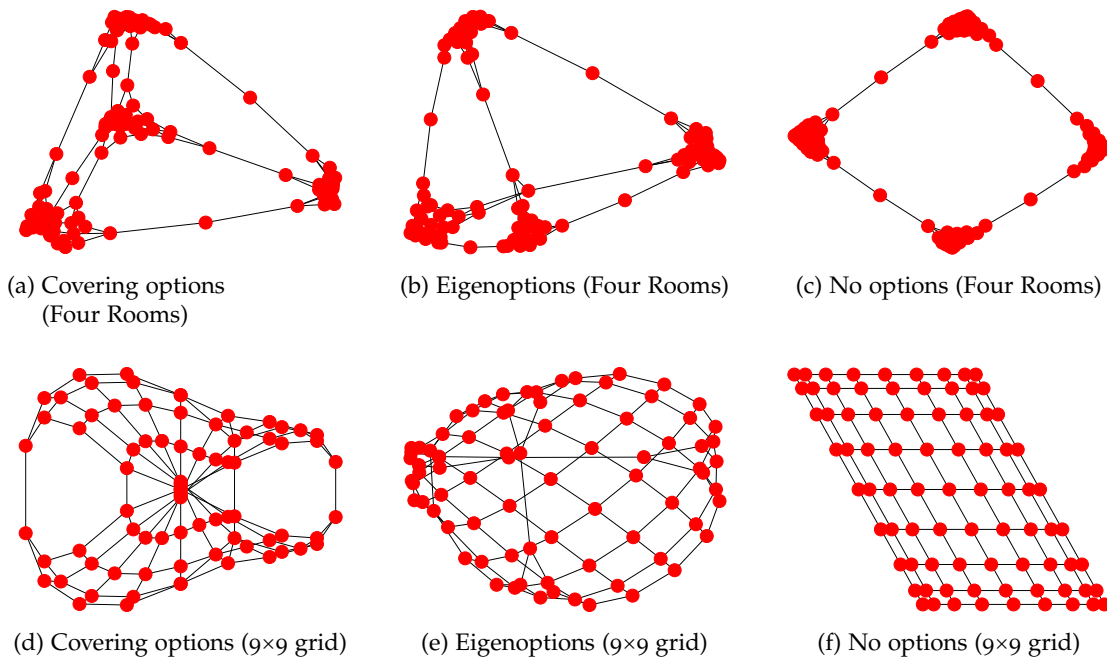 (a) Covering options
(Four Rooms)
(b) Eigenoptions (Four Rooms)
(c) No options (Four Rooms)
(d) Covering options (9×9 grid)
(e) Eigenoptions (9×9 grid)
(f) No options (9×9 grid)